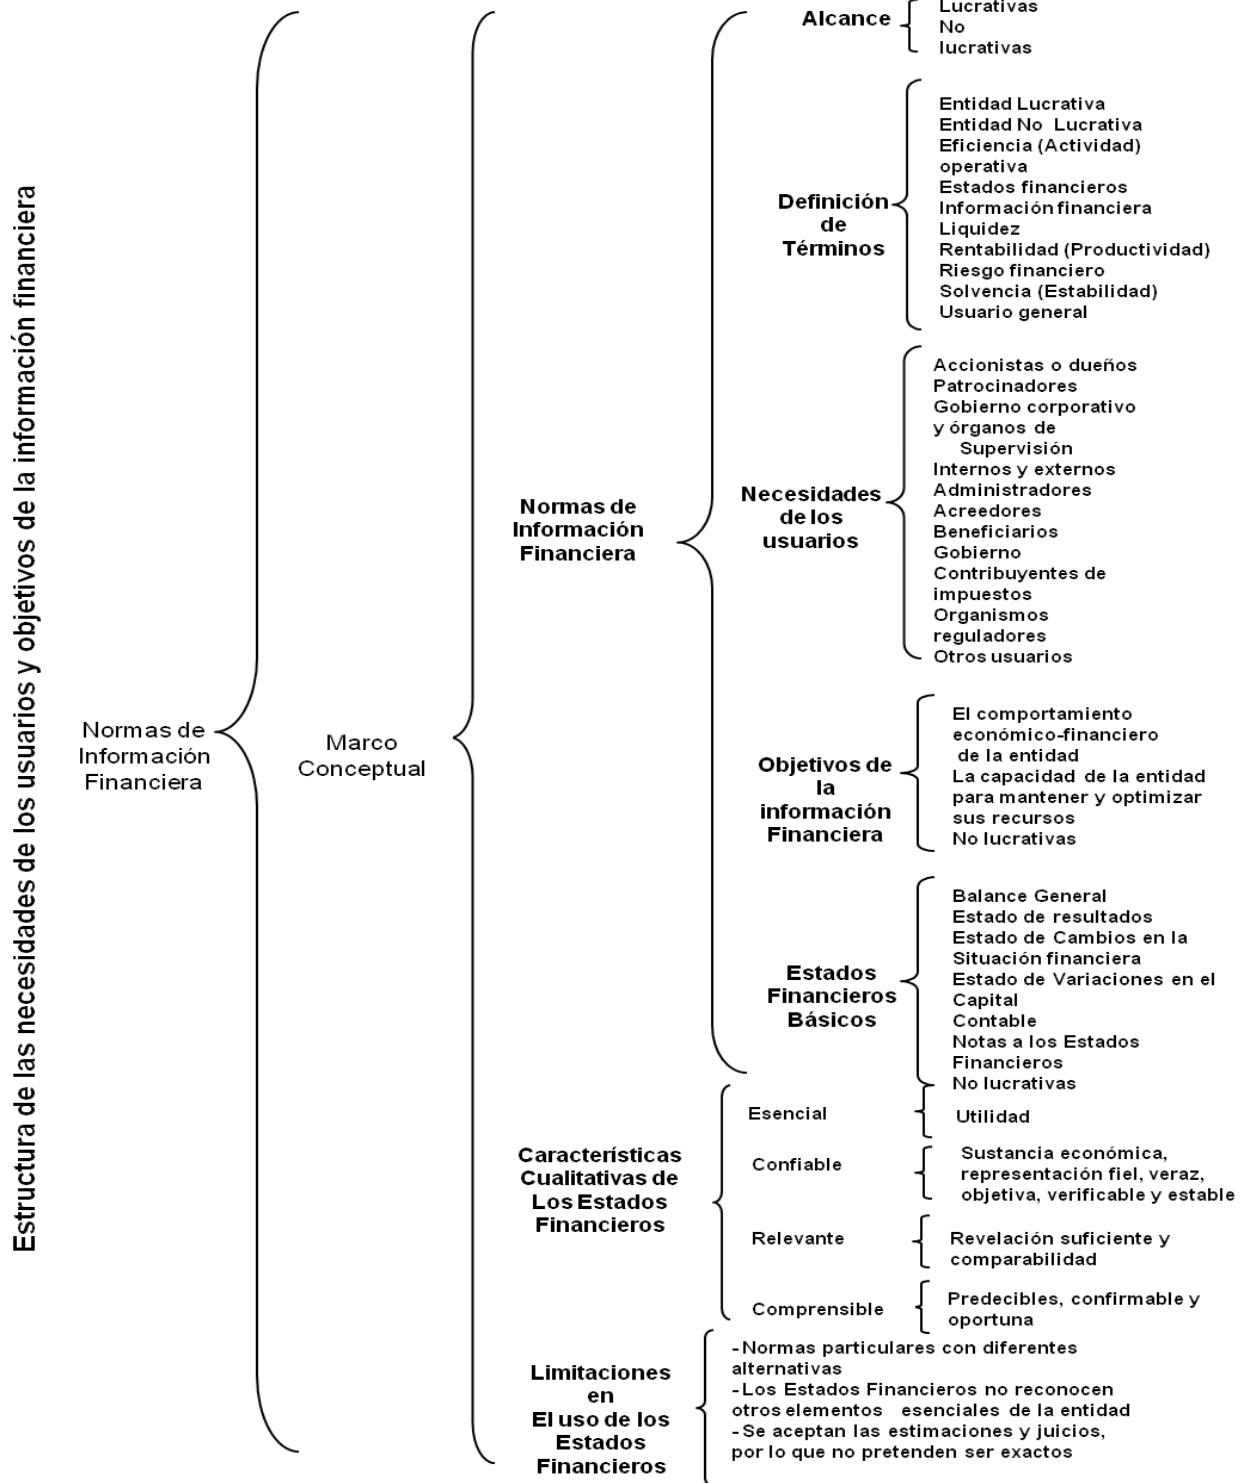 Estructura de las necesidades de los usuarios y objetivos de la información financiera
Normas de
Información
Financiera
Marco
Conceptual
Normas de
Información
Financiera
Alcance
Lucrativas
No
lucrativas
Definición
de
Términos
Entidad Lucrativa
Entidad No Lucrativa
Eficiencia (Actividad)
operativa
Estados financieros
Información financiera
Liquidez
Rentabilidad (Productividad)
Riesgo financiero
Solvencia (Estabilidad)
Usuario general
Necesidades
de los
usuarios
Accionistas o dueños
Patrocinadores
Gobierno corporativo
y órganos de
Supervisión
Internos y externos
Administradores
Acreedores
Beneficiarios
Gobierno
Contribuyentes de
impuestos
Organismos
reguladores
Otros usuarios
Objetivos de
la
información
Financiera
El comportamiento
económico-financiero
de la entidad
La capacidad de la entidad
para mantener y optimizar
sus recursos
No lucrativas
Estados
Financieros
Básicos
Balance General
Estado de resultados
Estado de Cambios en la
Situación financiera
Estado de Variaciones en el
Capital
Contable
Notas a los Estados
Financieros
No lucrativas
Características
Cualitativas de
Los Estados
Financieros
Esencial
Utilidad
Confiable
Sustancia económica,
representación fiel, veraz,
objetiva, verificable y estable
Relevante
Revelación suficiente y
comparabilidad
Comprensible
Predecibles, confirmable y
oportuna
Limitaciones
en
El uso de los
Estados
Financieros
-Normas particulares con diferentes
alternativas
-Los Estados Financieros no reconocen
otros elementos esenciales de la entidad
-Se aceptan las estimaciones y juicios,
por lo que no pretenden ser exactos